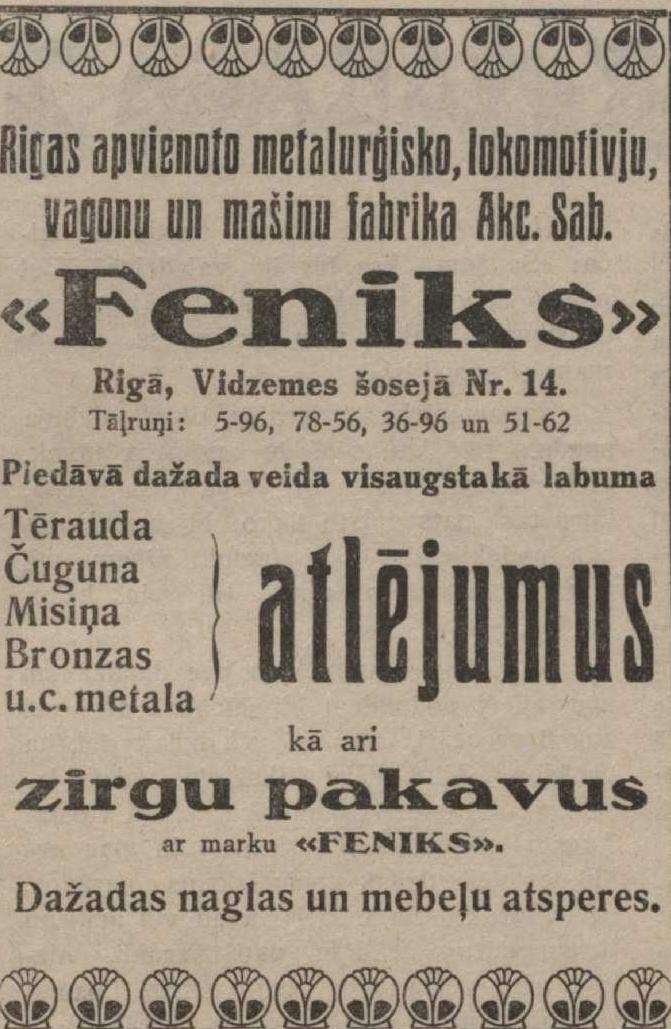 Rigas apvienoto metalurģisko, lokomotivju,
vagonu un mašinu fabrika Akc. Sab.
«Feniks»
Rigā, Vidzemes šosejā Nr. 14.
Tāļruņi: 5-96, 78-56, 36-96 un 51-62
Piedāvā dažada veida visaugstakā labuma
Tērauda
Čuguna
Misiņa
Bronzas
u.c. metala
atlējumus
kā ari
zirgu pakavus
ar marku «FENIKS».
Dažadas naglas un mebeļu atsperes.